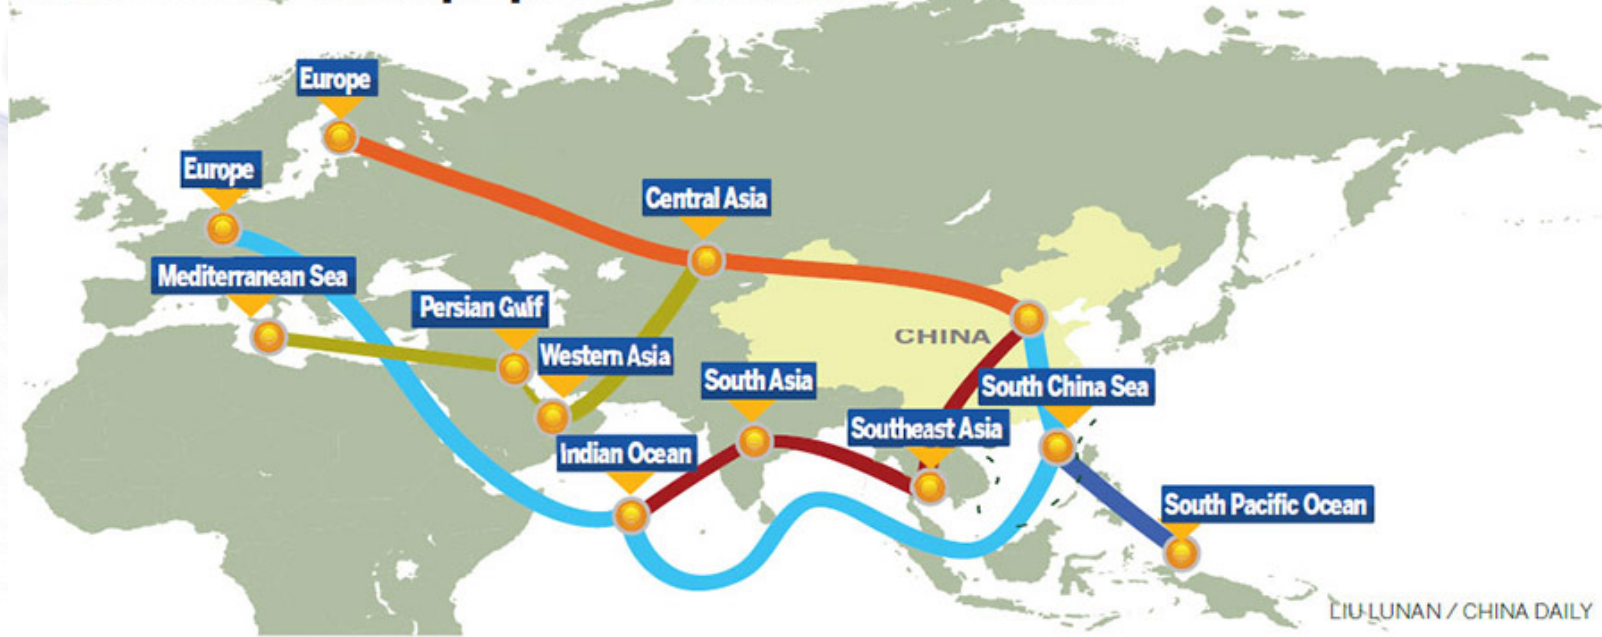 Europe
Europe
Central Asia
Mediterranean Sea
Persian Gulf
CHINA
Western Asia
South Asia
South China Sea
Southeast Asia
Indian Ocean
South Pacific Ocean
LIU LUNAN / CHINA DAILY